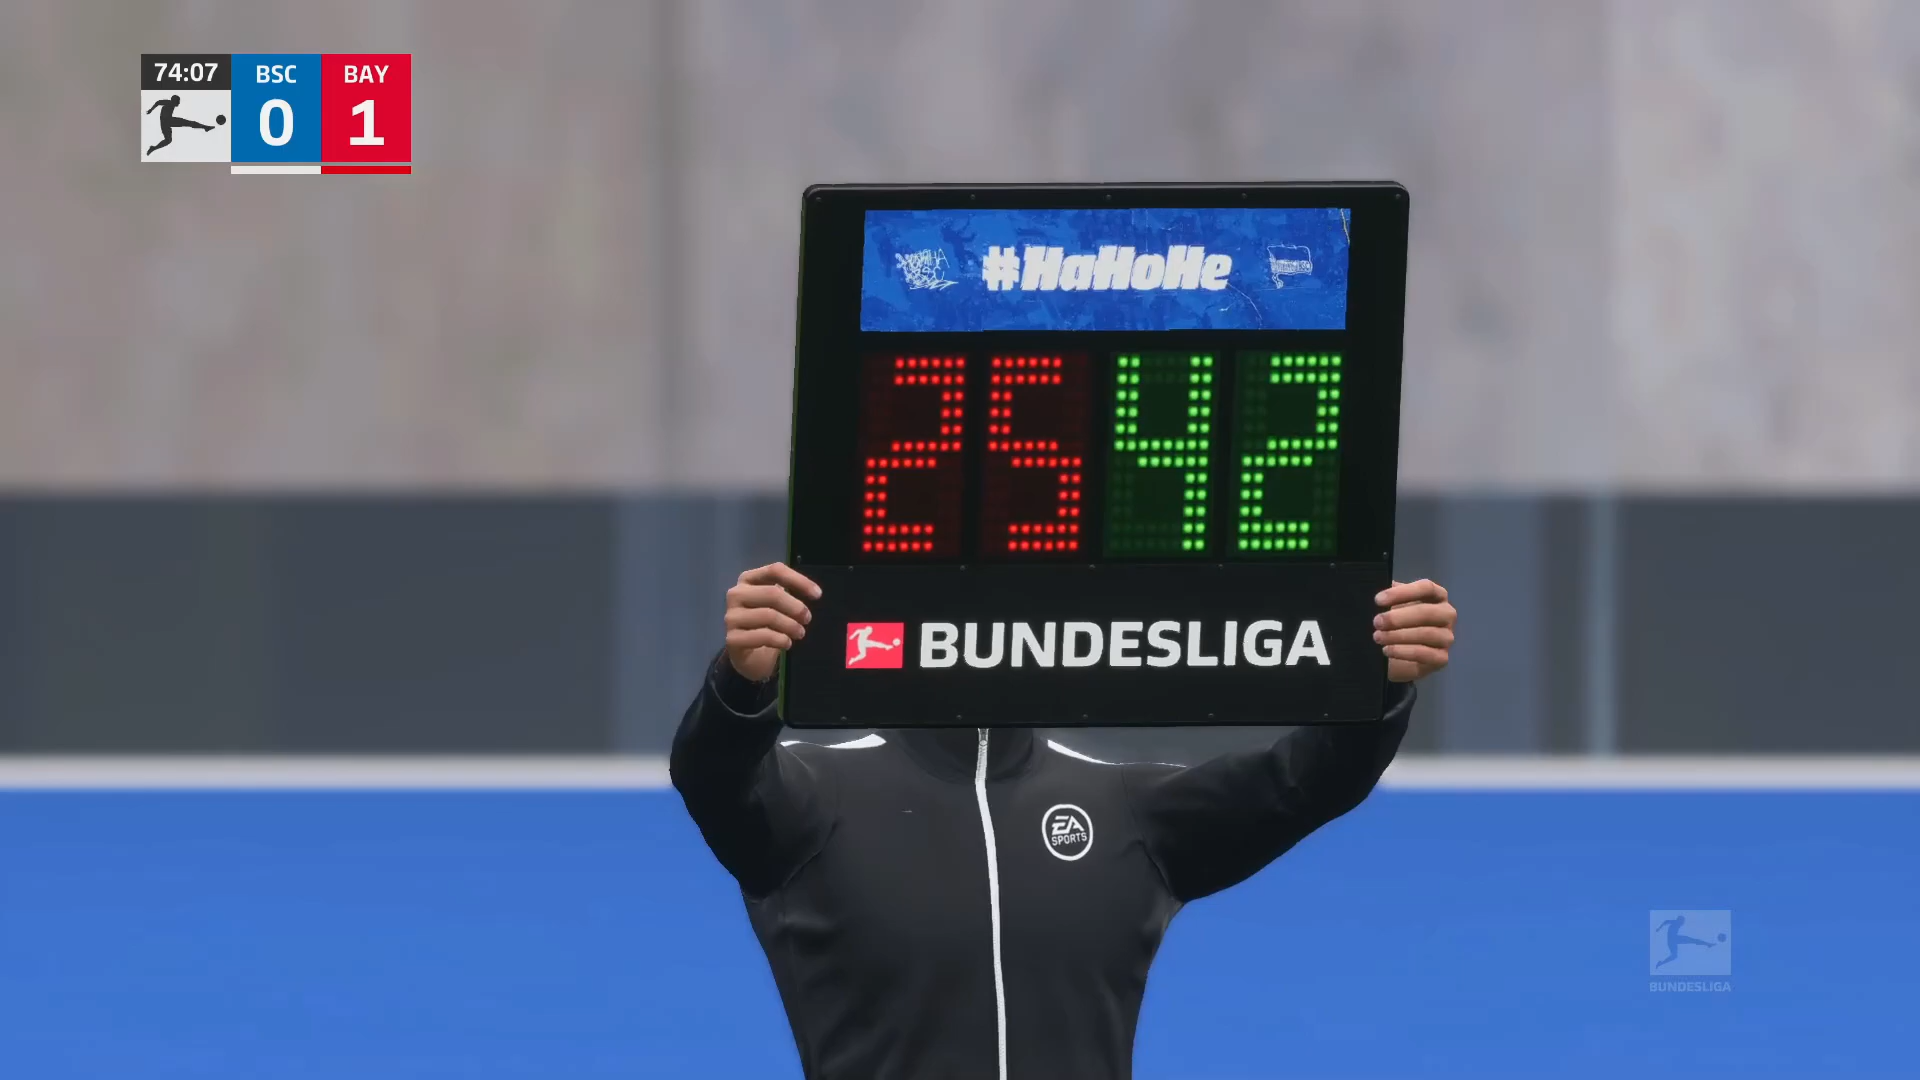 74:07 BSC BAY
0 1
#HaHoHe
25 42
BUNDESLIGA
EA
SPORTS
BUNDESLIGA